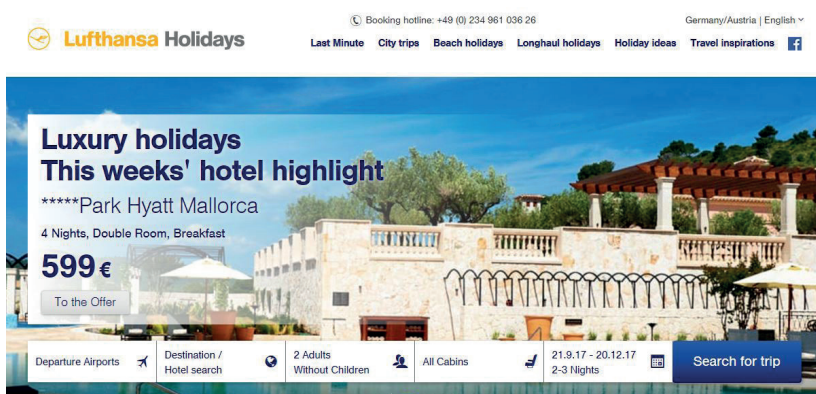 Booking hotline: +49 (0) 234 961 036 26
Germany/Austria | English
Lufthansa Holidays
Last Minute City trips Beach holidays Longhaul holidays Holiday ideas Travel inspirations f
Luxury holidays
This weeks' hotel highlight
*****Park Hyatt Mallorca
4 Nights, Double Room, Breakfast
599 €
To the Offer
Departure Airports
Destination /
Hotel search
2 Adults
Without Children
All Cabins
21.9.17 - 20.12.17
2-3 Nights
Search for trip